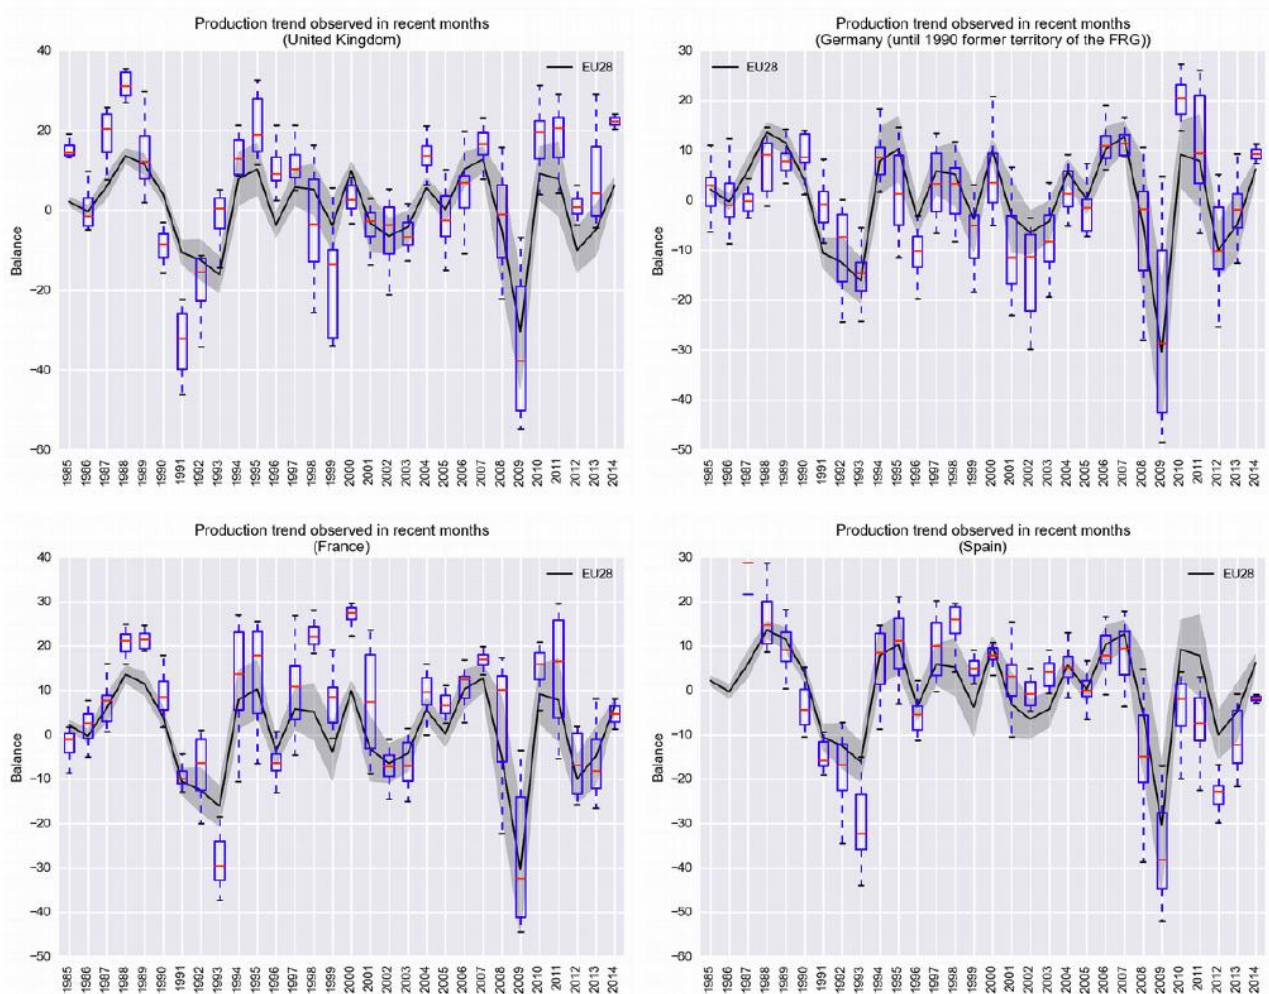 Production trend observed in recent months
(United Kingdom)
EU28
Balance
40
20
0
−20
−40
−60
1985 1986 1987 1988 1989 1990 1991 1992 1993 1994 1995 1996 1997 1998 1999 2000 2001 2002 2003 2004 2005 2006 2007 2008 2009 2010 2011 2012 2013 2014
Production trend observed in recent months
(Germany (until 1990 former territory of the FRG))
EU28
Balance
30
20
10
0
−10
−20
−30
−40
−50
1985 1986 1987 1988 1989 1990 1991 1992 1993 1994 1995 1996 1997 1998 1999 2000 2001 2002 2003 2004 2005 2006 2007 2008 2009 2010 2011 2012 2013 2014
Production trend observed in recent months
(France)
EU28
Balance
40
30
20
10
0
−10
−20
−30
−40
−50
1985 1986 1987 1988 1989 1990 1991 1992 1993 1994 1995 1996 1997 1998 1999 2000 2001 2002 2003 2004 2005 2006 2007 2008 2009 2010 2011 2012 2013 2014
Production trend observed in recent months
(Spain)
EU28
Balance
30
20
10
0
−10
−20
−30
−40
−50
−60
1985 1986 1987 1988 1989 1990 1991 1992 1993 1994 1995 1996 1997 1998 1999 2000 2001 2002 2003 2004 2005 2006 2007 2008 2009 2010 2011 2012 2013 2014